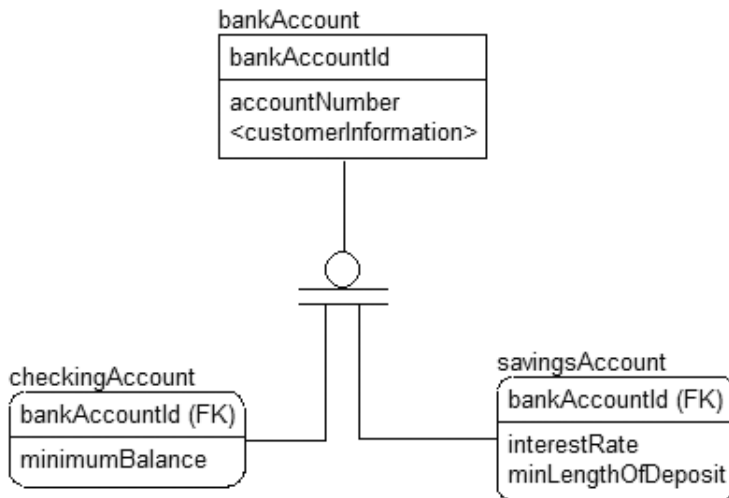 bankAccount
bankAccountId
accountNumber
<customerInformation>
checkingAccount
bankAccountId (FK)
minimumBalance
savingsAccount
bankAccountId (FK)
interestRate
minLengthOfDeposit